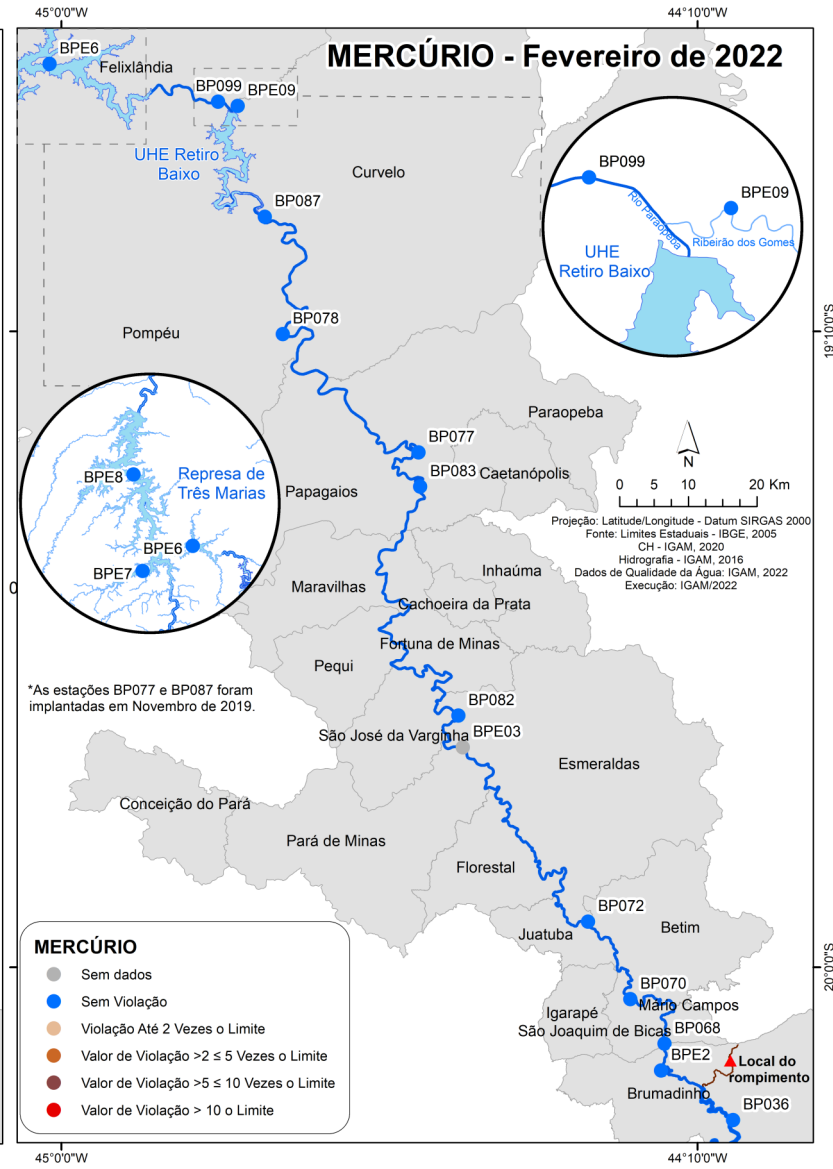 45°0'0"W
44°10'0"W
MERCÚRIO - Fevereiro de 2022
BPE6
Felixlândia
BP099
BPE09
UHE Retiro
Baixo
Curvelo
BP087
BP099
BPE09
Rio Paraopeba
Ribeirão dos Gomes
UHE
Retiro Baixo
BP078
Pompéu
19°10'0"S
Paraopeba
BP077
Caetanópolis
BP083
Papagaios
N
0 5 10 20 Km
Projeção: Latitude/Longitude - Datum SIRGAS 2000
Fonte: Limites Estaduais - IBGE, 2005
CH - IGAM, 2020
Hidrografia - IGAM, 2016
Dados de Qualidade da Água: IGAM, 2022
Execução: IGAM/2022
BPE8
Represa de
Três Marias
BPE6
BPE7
0
Inhaúma
Maravilhas
Cachoeira da Prata
Fortuna de Minas
Pequi
*As estações BP077 e BP087 foram
implantadas em Novembro de 2019.
BP082
São José da Varginha
BPE03
Esmeraldas
Conceição do Pará
Pará de Minas
Florestal
BP072
Juatuba
Betim
20°0'0"S
BP070
Mário Campos
Igarapé
São Joaquim de Bicas
BP068
BPE2
Local do
rompimento
Brumadinho
BP036
MERCÚRIO
Sem dados
Sem Violação
Violação Até 2 Vezes o Limite
Valor de Violação >2 ≤ 5 Vezes o Limite
Valor de Violação >5 ≤ 10 Vezes o Limite
Valor de Violação > 10 o Limite
45°0'0"W
44°10'0"W